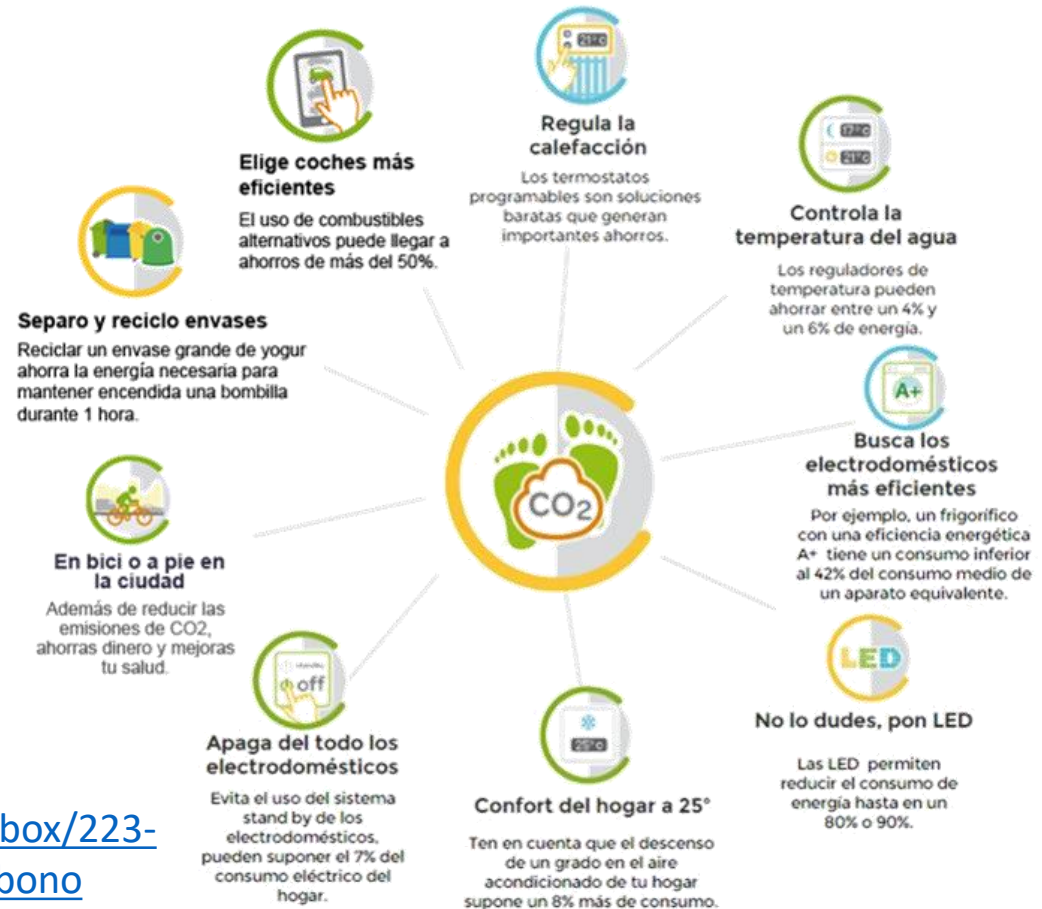 21º c
Regula la
calefacción
Los termostatos
programables son soluciones
baratas que generan
importantes ahorros.
17º c
21º c
Controla la
temperatura del agua
Los reguladores de
temperatura pueden
ahorrar entre un 4% y
un 6% de energía.
A+
Busca los
electrodomésticos
más eficientes
Por ejemplo, un frigorífico
con una eficiencia energética
A+ tiene un consumo inferior
al 42% del consumo medio de
un aparato equivalente.
LED
No lo dudes, pon LED
Las LED permiten
reducir el consumo de
energía hasta en un
80% o 90%.
25º c
Confort del hogar a 25°
Ten en cuenta que el descenso
de un grado en el aire
acondicionado de tu hogar
supone un 8% más de consumo.
standby
off
Apaga del todo los
electrodomésticos
Evita el uso del sistema
stand by de los
electrodomésticos,
pueden suponer el 7% del
consumo eléctrico del
hogar.
En bici o a pie en
la ciudad
Además de reducir las
emisiones de CO2,
ahorras dinero y mejoras
tu salud.
Separo y reciclo envases
Reciclar un envase grande de yogur
ahorra la energía necesaria para
mantener encendida una bombilla
durante 1 hora.
Elige coches más
eficientes
El uso de combustibles
alternativos puede llegar a
ahorros de más del 50%.
CO2
box/223-
bono